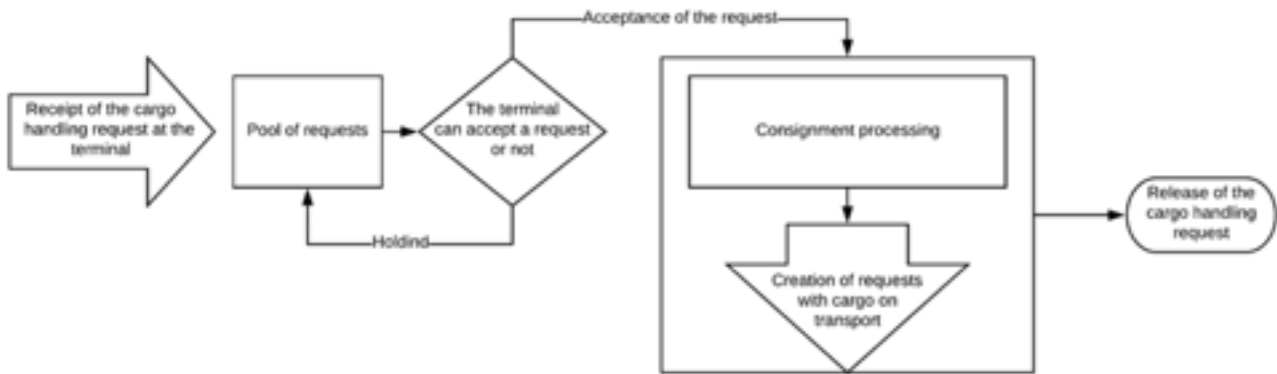 Acceptance of the request
Receipt of the cargo
handling request at the
terminal
Pool of requests
The terminal
can accept a request
or not
Holdind
Consignment processing
Creation of requests
with cargo on
transport
Release of the
cargo handling
request